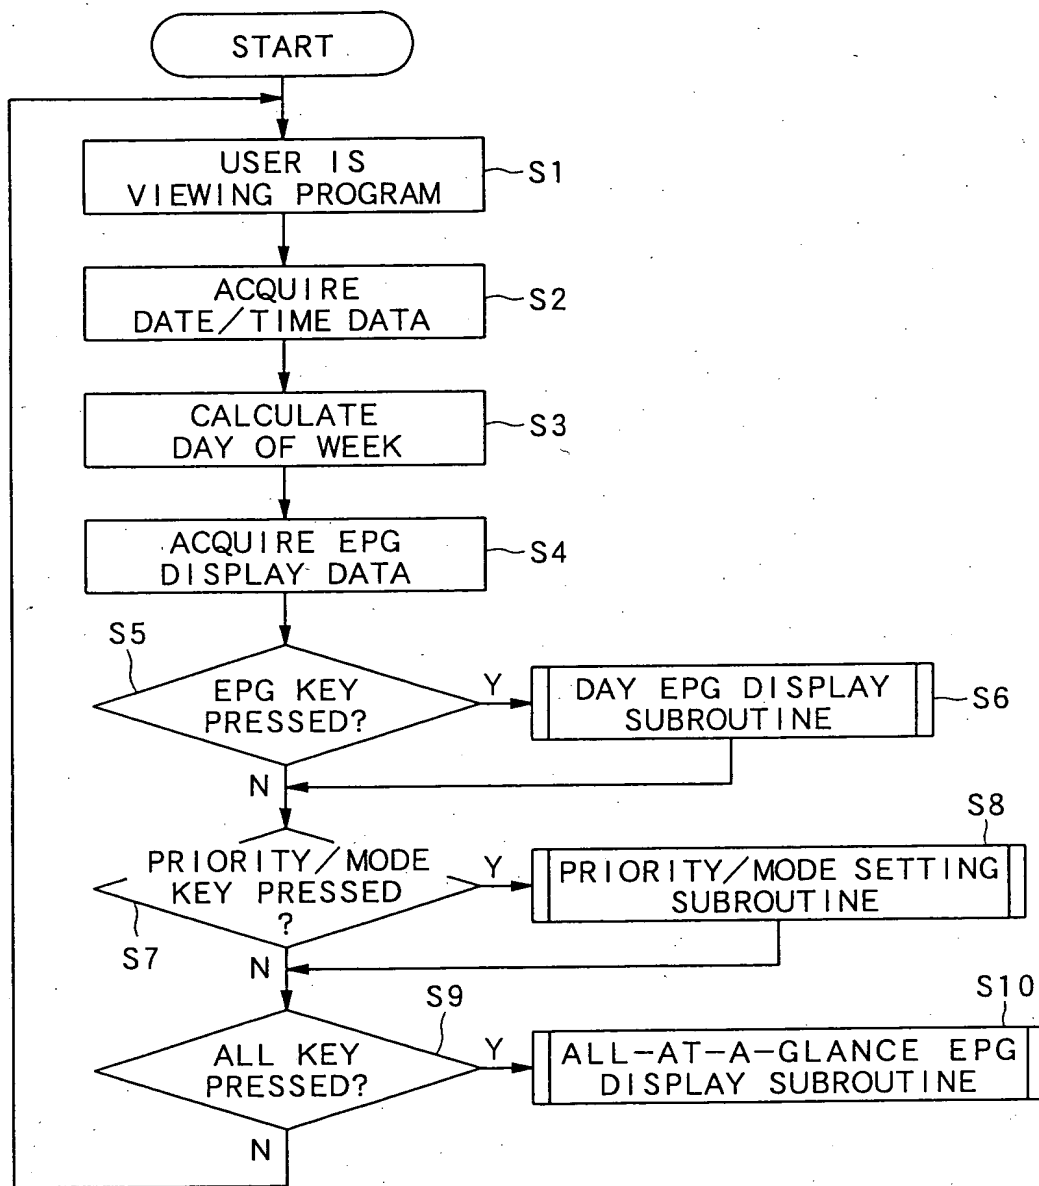 START
USER IS
VIEWING PROGRAM
S1
ACQUIRE
DATE/TIME DATA
S2
CALCULATE
DAY OF WEEK
S3
ACQUIRE EPG
DISPLAY DATA
S4
S5
EPG KEY
PRESSED?
Y
DAY EPG DISPLAY
SUBROUTINE
S6
N
S8
PRIORITY/MODE
KEY PRESSED
?
Y
PRIORITY/MODE SETTING
SUBROUTINE
S7
N
S9
S10
ALL KEY
PRESSED?
Y
ALL-AT-A-GLANCE EPG
DISPLAY SUBROUTINE
N